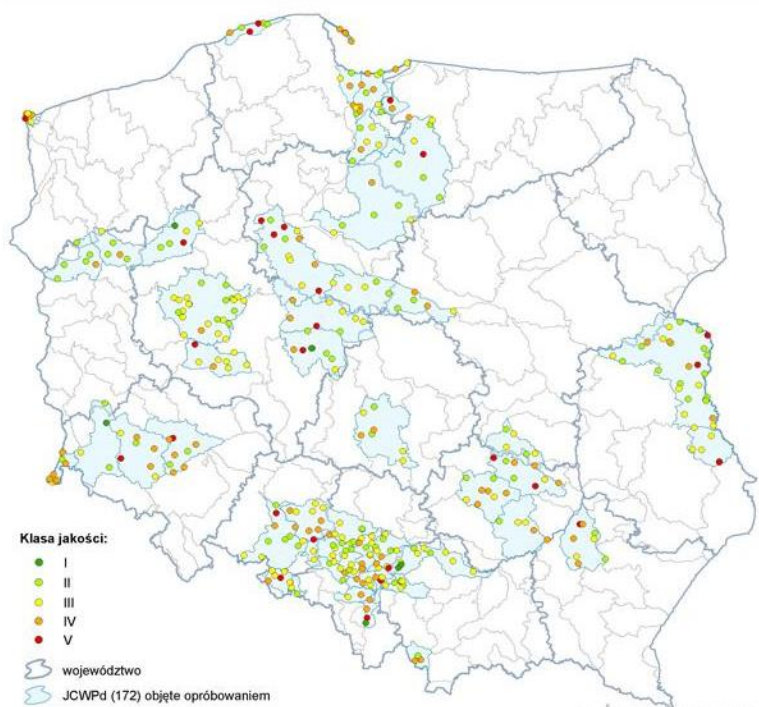 Klasa jakości:
I
II
III
IV
V
województwo
JCWPd (172) objęte opróbowaniem